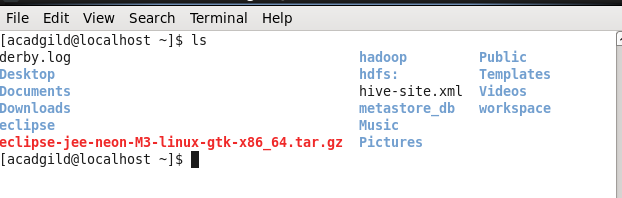 File Edit View Search Terminal Help
[acadgild@localhost ~]$ ls
derby.log hadoop Public
Desktop hdfs: Templates
Documents hive-site.xml Videos
Downloads metastore_db workspace
eclipse Music
eclipse-jee-neon-M3-linux-gtk-x86_64.tar.gz Pictures
[acadgild@localhost ~]$